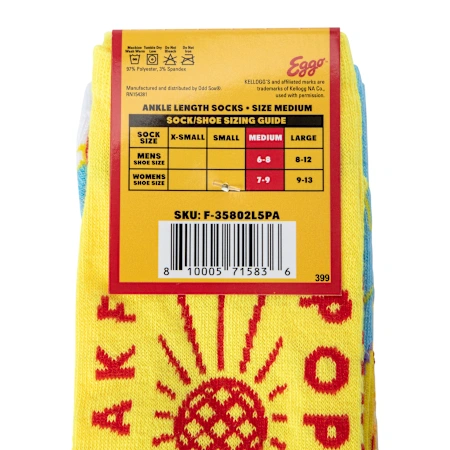 Machine Wash Warm
Tumble Dry Low
Do Not Bleach
Do Not Iron
97% Polyester, 3% Spandex
Manufactured and distributed by Odd Sox®.
RN154281
Eggo
KELLOGG'S and affiliated marks are
trademarks of Kellogg NA Co.,
used with permission.
ANKLE LENGTH SOCKS • SIZE MEDIUM
SOCK/SHOE SIZING GUIDE
SOCK SIZE X-SMALL SMALL MEDIUM LARGE
MENS SHOE SIZE 6-8 8-12
WOMENS SHOE SIZE 7-9 9-13
SKU: F-35802L5PA
8 10005 71583 6
399
AKF
POP